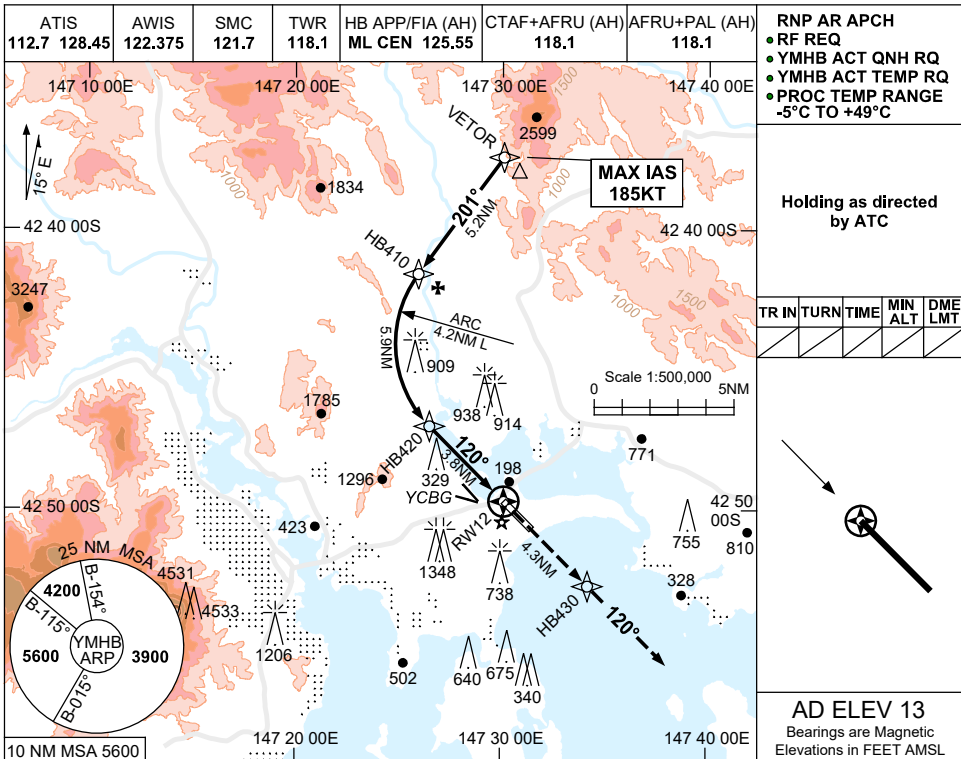 ATIS
112.7 128.45
AWIS
122.375
SMC
121.7
TWR
118.1
HB APP/FIA (AH)
ML CEN 125.55
CTAF+AFRU (AH)
118.1
AFRU+PAL (AH)
118.1
RNP AR APCH
RF REQ
YMHB ACT QNH RQ
YMHB ACT TEMP RQ
PROC TEMP RANGE
-5°C TO +49°C
Holding as directed
by ATC
TR IN
TURN
TIME
MIN
ALT
DME
LMT
147 10 00E
147 20 00E
147 30 00E
147 40 00E
1500
2599
VETOR
MAX IAS
185KT
15° E
1000
1834
1000
1000
201°
5.2NM
42 40 00S
42 40 00S
HB410
1500
1000
3247
ARC
4.2NM L
5.9NM
909
Scale 1:500,000
0
5NM
938
914
1785
HB420
120°
3.8NM
771
1296
329
198
YCBG
42 50 00S
42 50
00S
423
RW12
755
810
25 NM MSA
4531
4533
1348
738
4.3NM
328
HB430
120°
4200
B-154°
B-115°
YMHB
ARP
5600
3900
B-015°
1206
502
640
675
340
10 NM MSA 5600
147 20 00E
147 30 00E
147 40 00E
AD ELEV 13
Bearings are Magnetic
Elevations in FEET AMSL